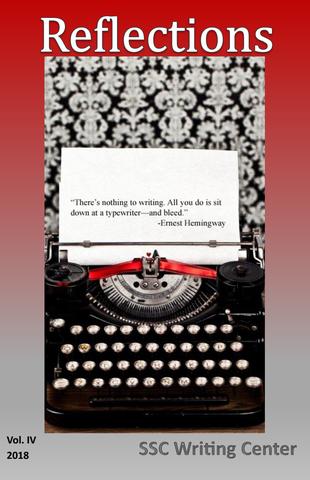 Reflections
“There’s nothing to writing. All you do is sit
down at a typewriter—and bleed.”
-Ernest Hemingway
Vol. IV
2018
SSC Writing Center